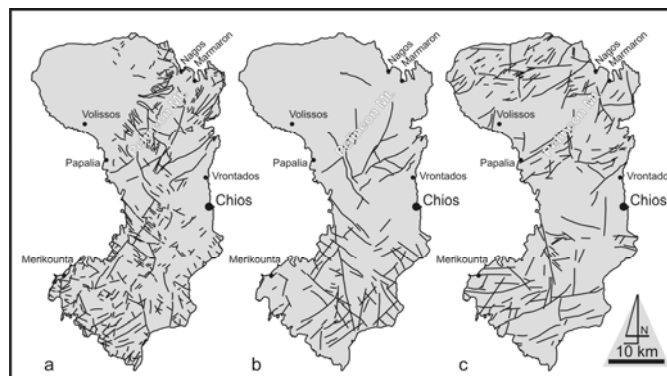 Nagos
Marmaron
Volissos
Papalia
Vrontados
Chios
Merikounta
a
Nagos
Marmaron
Volissos
Papalia
Vrontados
Chios
Merikounta
b
Nagos
Marmaron
Volissos
Papalia
Vrontados
Chios
Merikounta
c
N
10 km